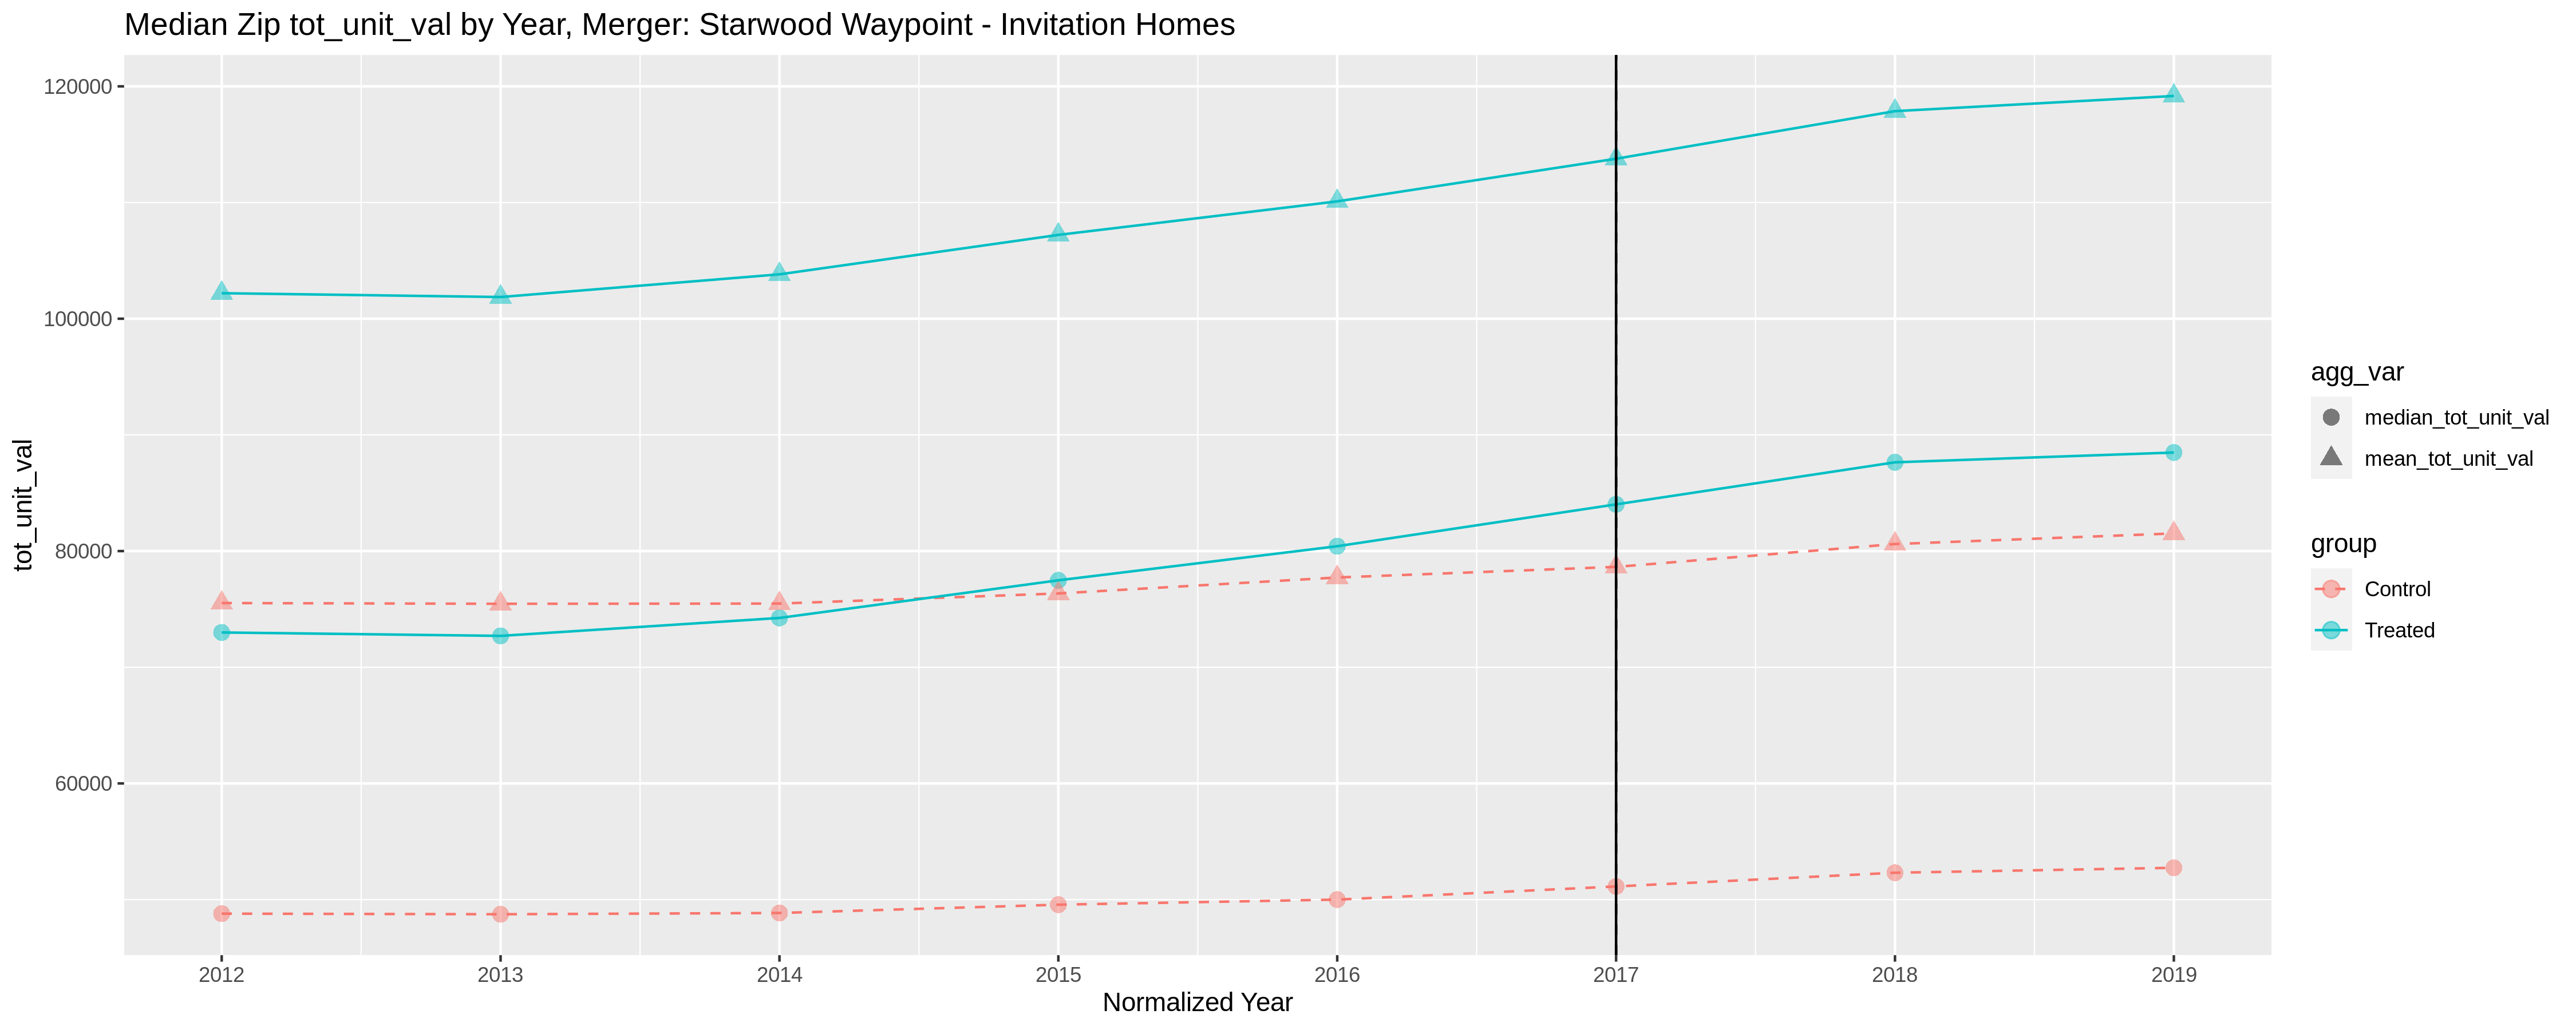 Median Zip tot_unit_val by Year, Merger: Starwood Waypoint - Invitation Homes
120000
100000
80000
60000
tot_unit_val
2012 2013 2014 2015 2016 2017 2018 2019
Normalized Year
agg_var
median_tot_unit_val
mean_tot_unit_val
group
Control
Treated